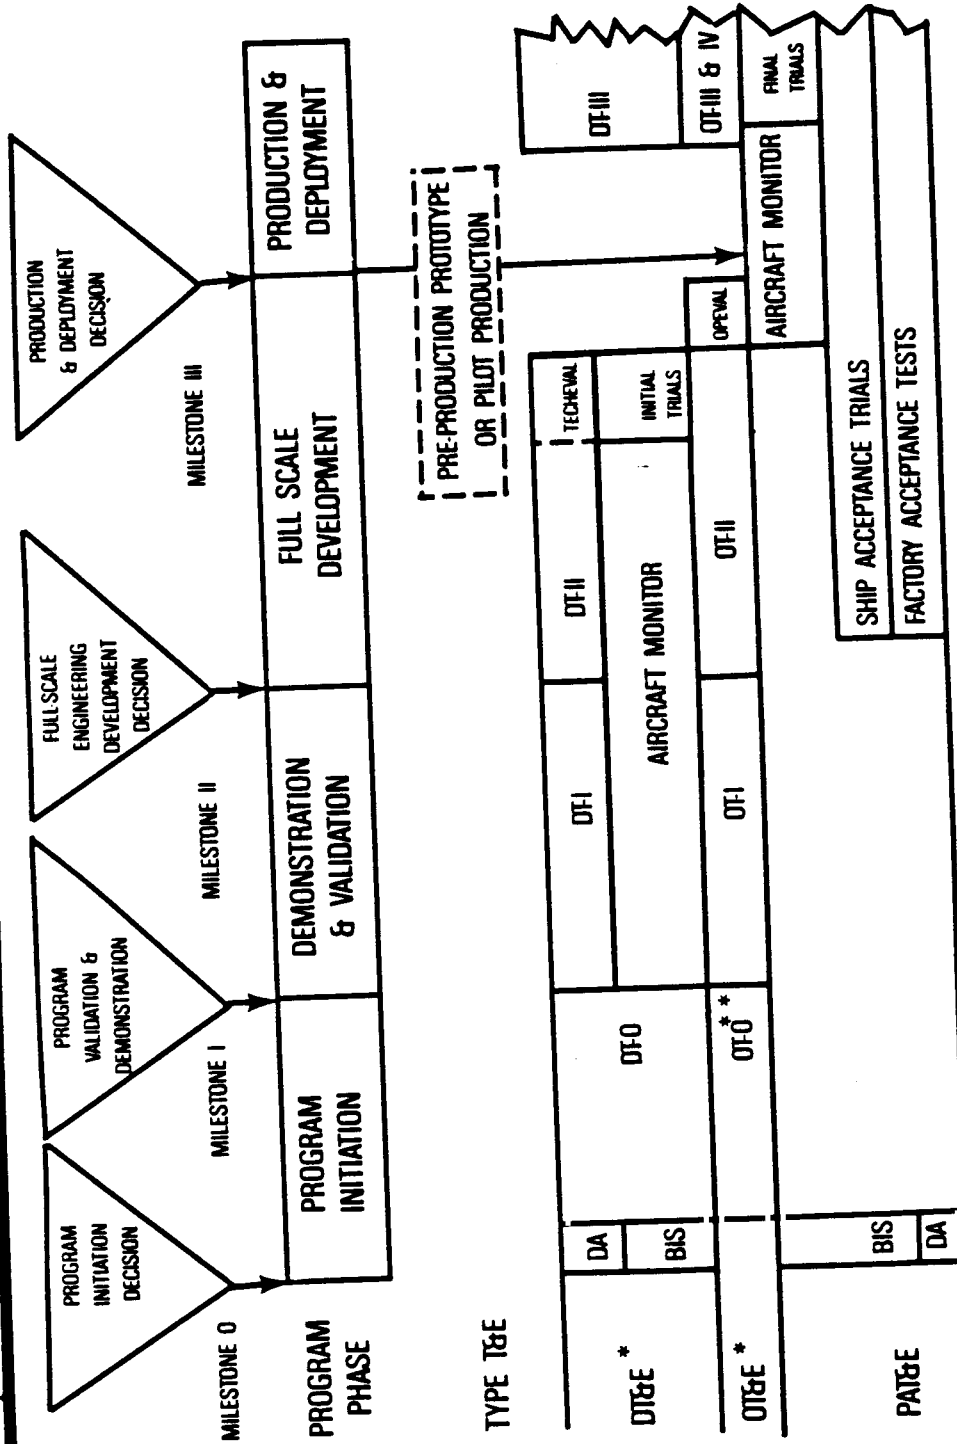 PROGRAM
INITIATION
DECISION
PROGRAM
VALIDATION &
DEMONSTRATION
FULL-SCALE
ENGINEERING
DEVELOPMENT
DECISION
PRODUCTION
& DEPLOYMENT
DECISION
MILESTONE 0
MILESTONE I
MILESTONE II
MILESTONE III
PROGRAM
PHASE
PROGRAM
INITIATION
DEMONSTRATION
& VALIDATION
FULL SCALE
DEVELOPMENT
PRODUCTION &
DEPLOYMENT
PRE-PRODUCTION PROTOTYPE
OR PILOT PRODUCTION
TYPE T&E
DT&E *
DA
BIS
DT-0
DT-I
DT-II
TECHEVAL
AIRCRAFT MONITOR
INITIAL
TRIALS
DT-III
OT&E *
OT-0 **
OT-I
OT-II
OPEVAL
OT-III & IV
AIRCRAFT MONITOR
FINAL
TRIALS
PAT&E
BIS
DA
SHIP ACCEPTANCE TRIALS
FACTORY ACCEPTANCE TESTS